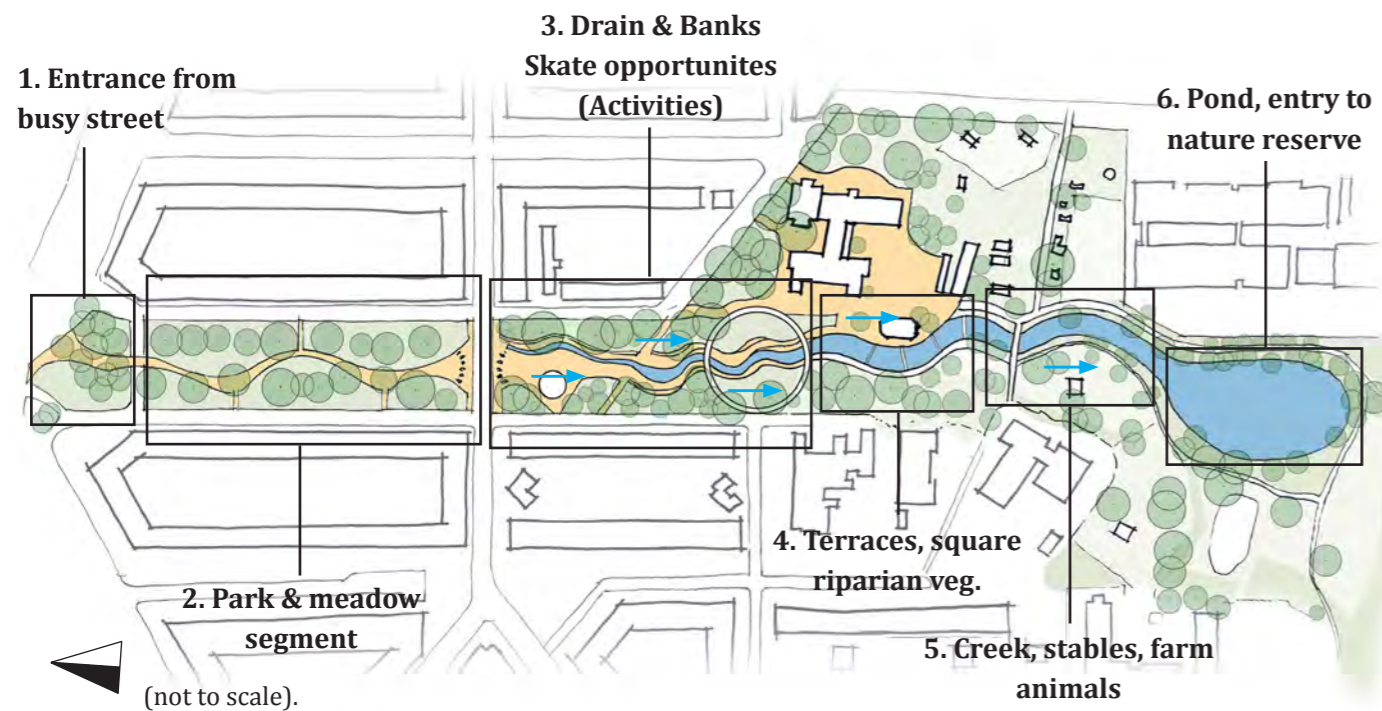 1. Entrance from
busy street
3. Drain & Banks
Skate opportunites
(Activities)
6. Pond, entry to
nature reserve
2. Park & meadow
segment
4. Terraces, square
riparian veg.
5. Creek, stables, farm
animals
(not to scale).